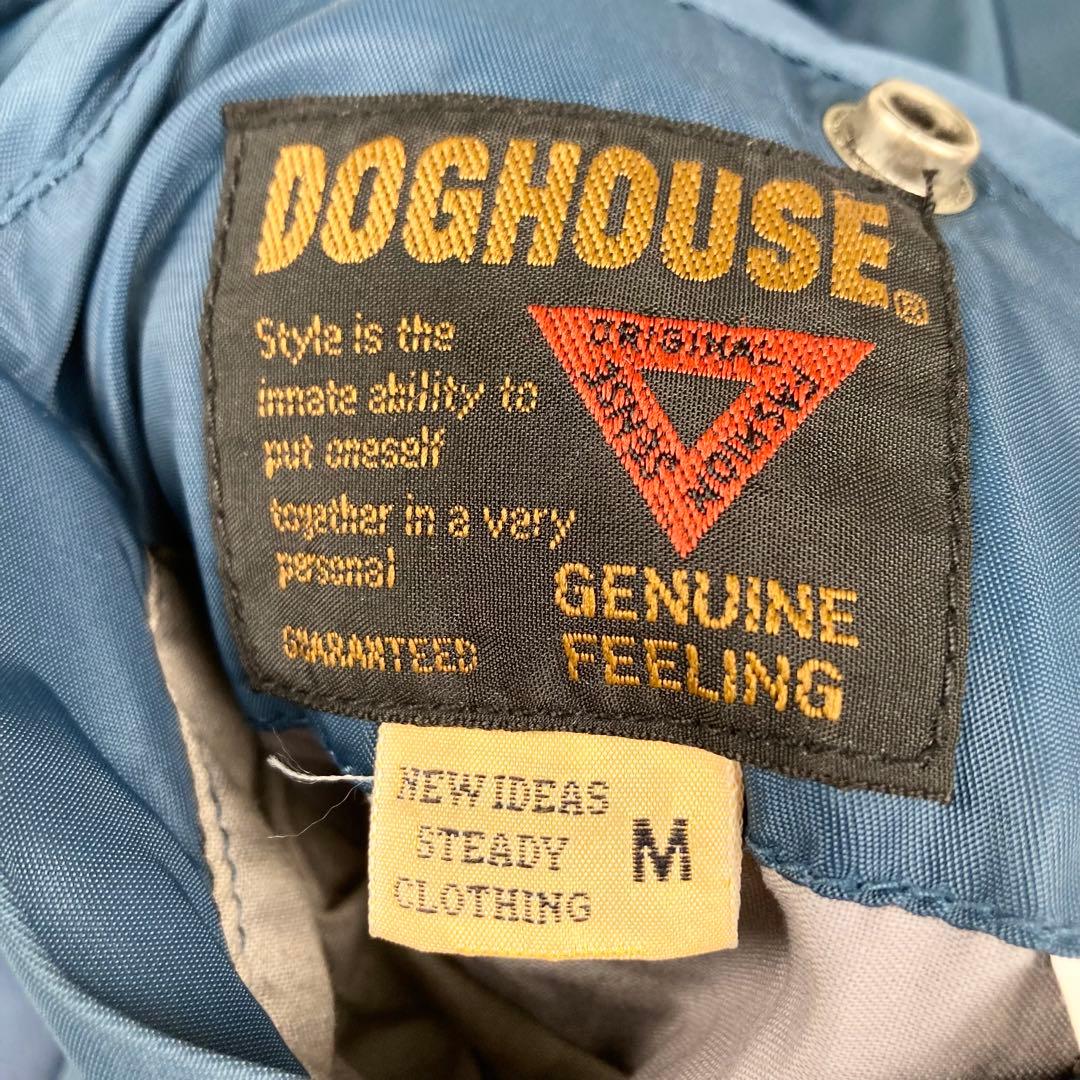 DOGHOUSE®
Style is the
innate ability to
put oneself
together in a very
personal
GUARANTEED
ORIGINAL
FASHION
GENUINE
FEELING
NEW IDEAS
STEADY
CLOTHING
M